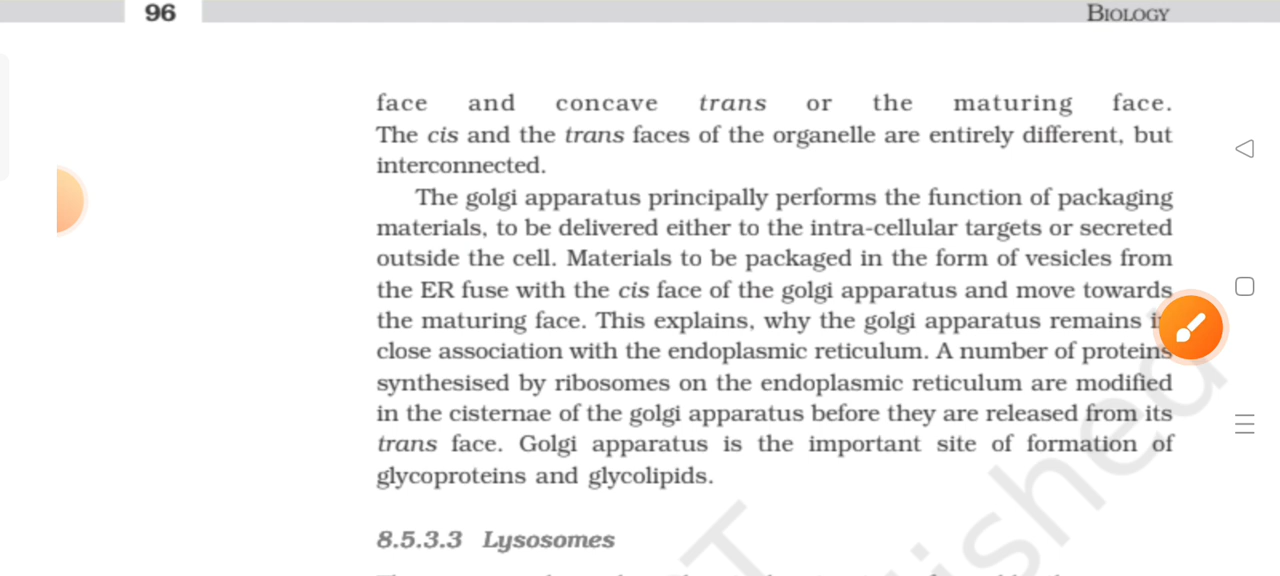 96
BIOLOGY
face and concave trans or the maturing face.
The cis and the trans faces of the organelle are entirely different, but
interconnected.
The golgi apparatus principally performs the function of packaging
materials, to be delivered either to the intra-cellular targets or secreted
outside the cell. Materials to be packaged in the form of vesicles from
the ER fuse with the cis face of the golgi apparatus and move towards
the maturing face. This explains, why the golgi apparatus remains
close association with the endoplasmic reticulum. A number of proteins
synthesised by ribosomes on the endoplasmic reticulum are modified
in the cisternae of the golgi apparatus before they are released from its
trans face. Golgi apparatus is the important site of formation of
glycoproteins and glycolipids.
8.5.3.3 Lysosomes